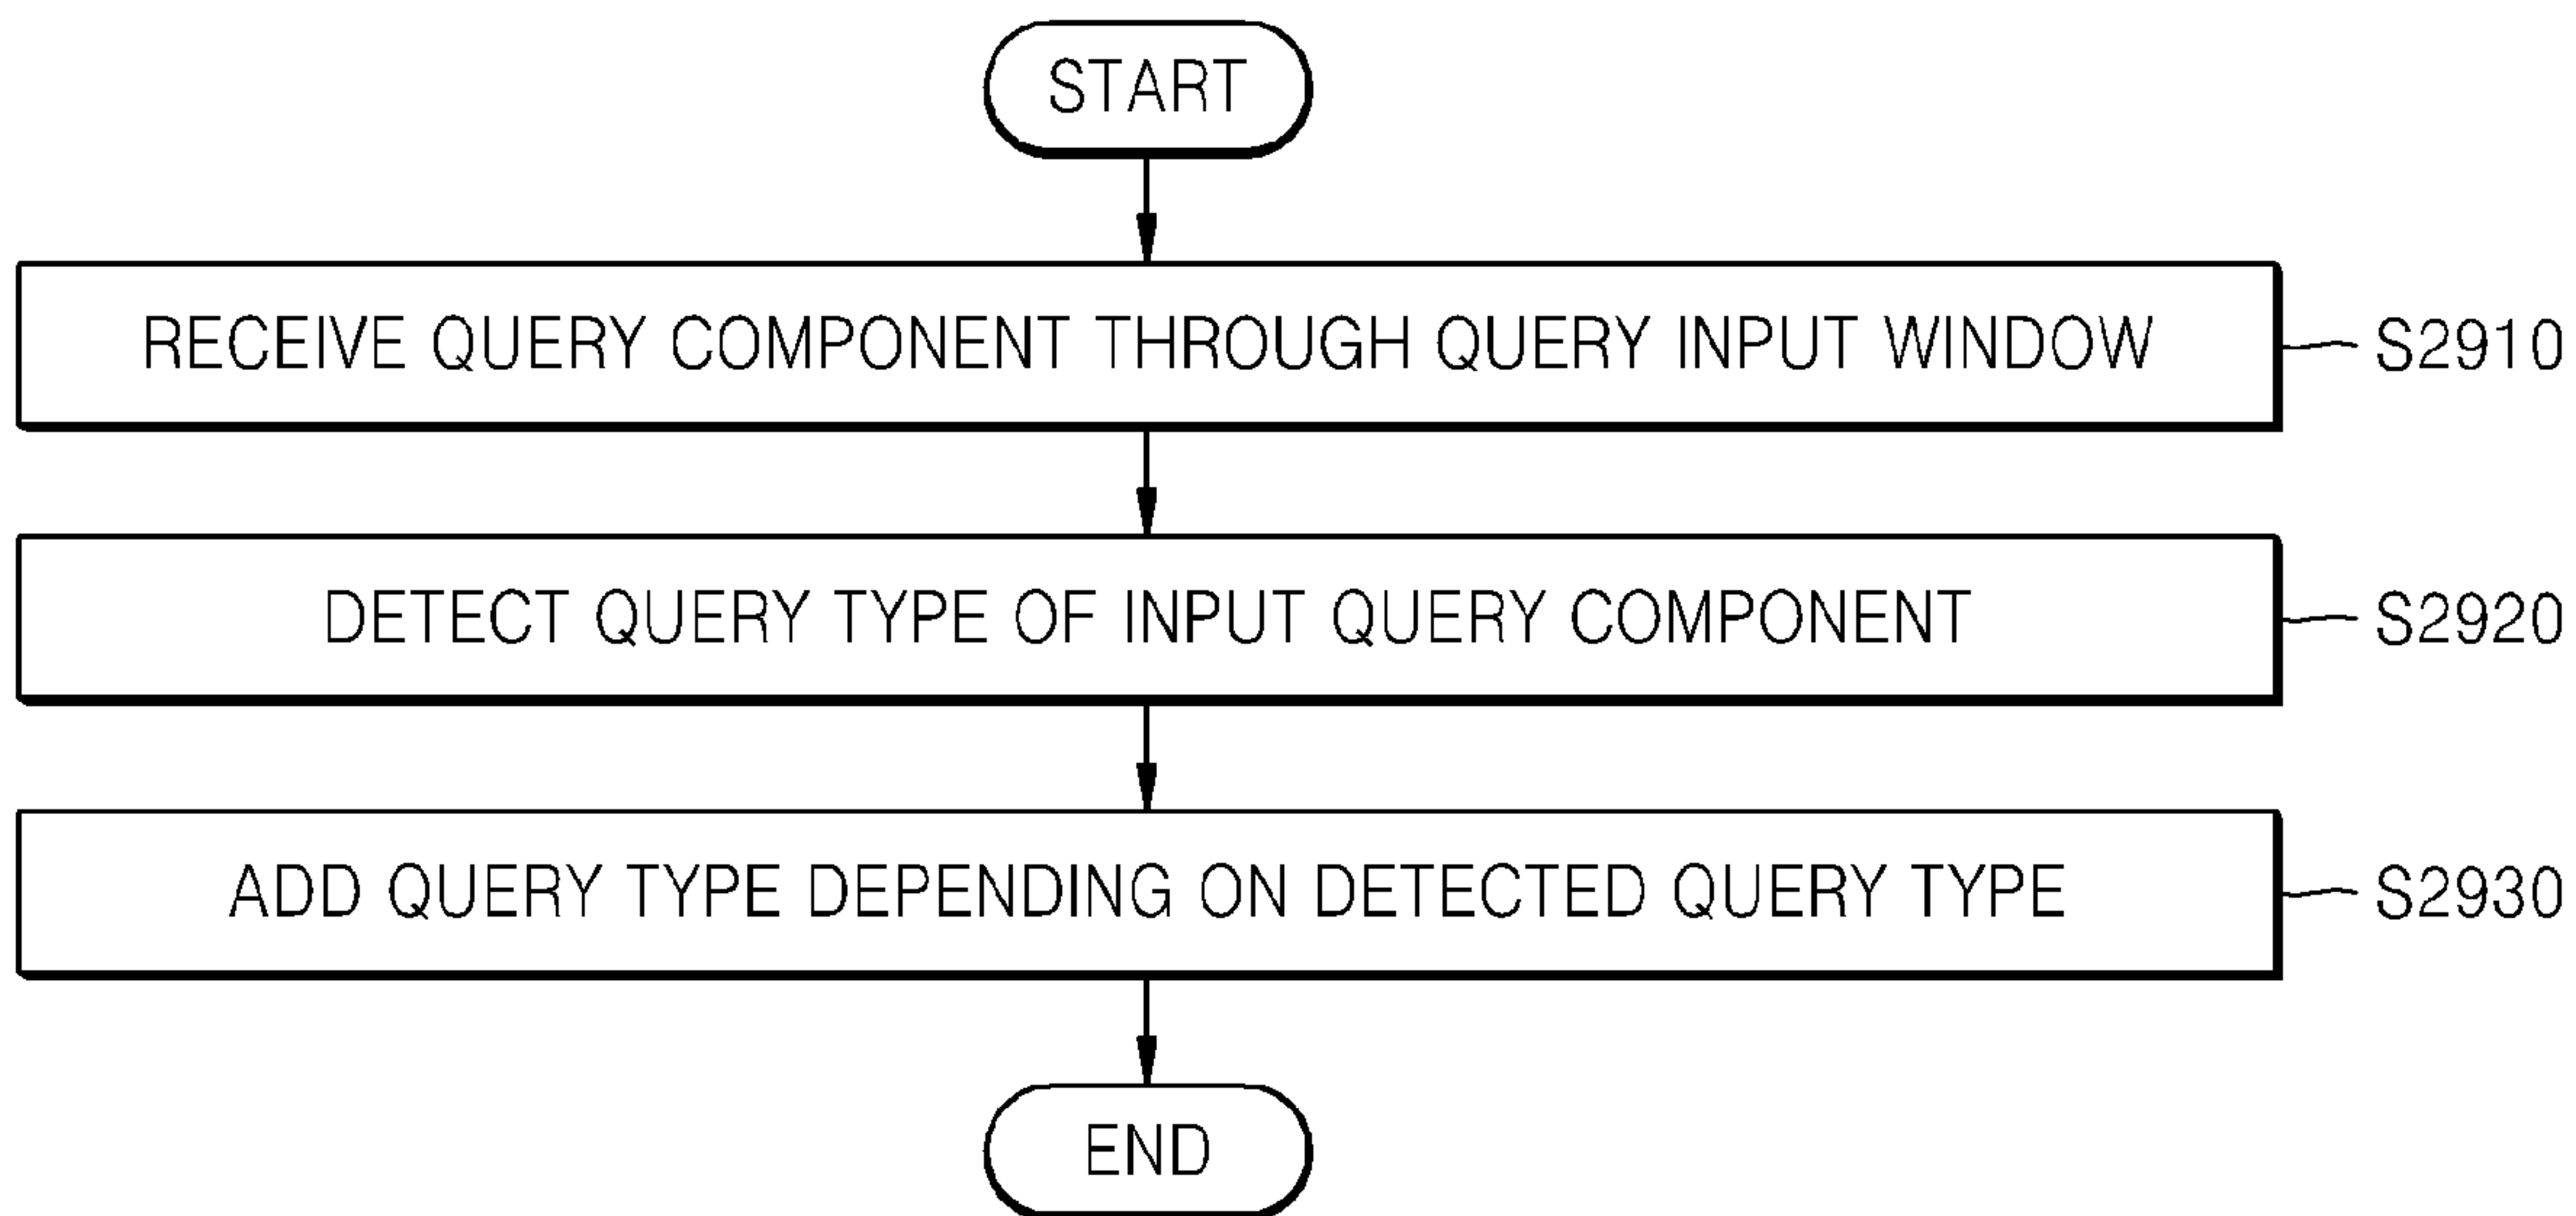 START
RECEIVE QUERY COMPONENT THROUGH QUERY INPUT WINDOW
S2910
DETECT QUERY TYPE OF INPUT QUERY COMPONENT
S2920
ADD QUERY TYPE DEPENDING ON DETECTED QUERY TYPE
S2930
END